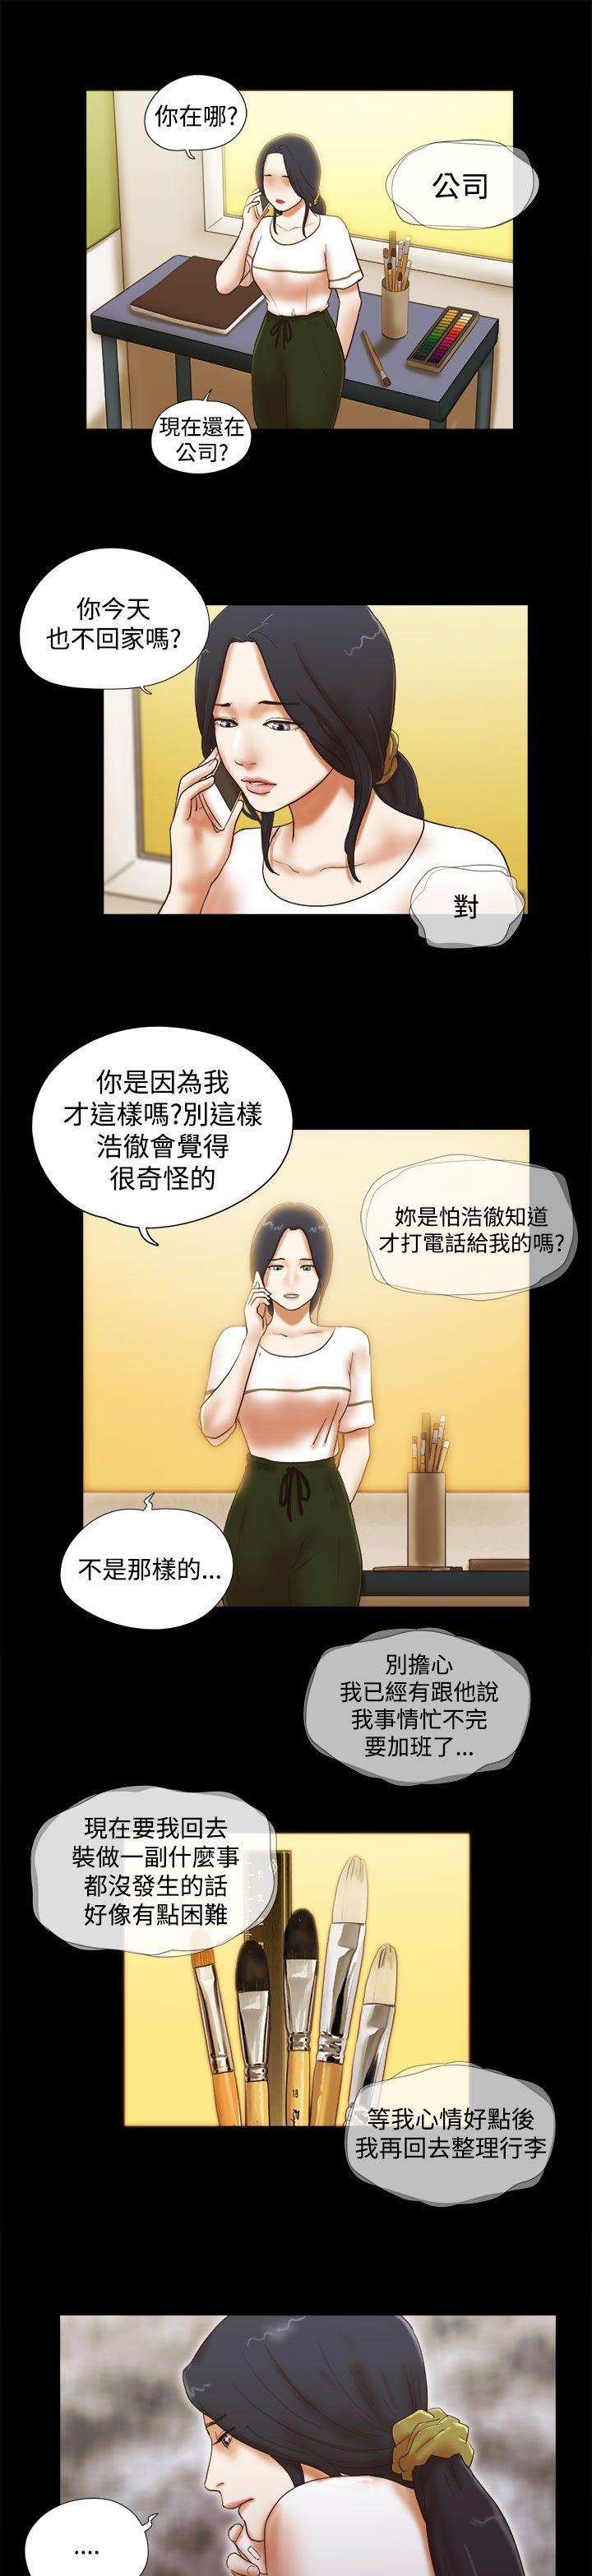 你在哪?
公司
現在還在
公司?
你今天
也不回家嗎?
對
你是因為我
才這樣嗎?別這樣
浩徹會覺得
很奇怪的
妳是怕浩徹知道
才打電話給我的嗎?
不是那樣的...
別擔心
我已經有跟他說
我事情忙不完
要加班了...
現在要我回去
裝做一副什麼事
都沒發生的話
好像有點困難
18
等我心情好點後
我再回去整理行李
....